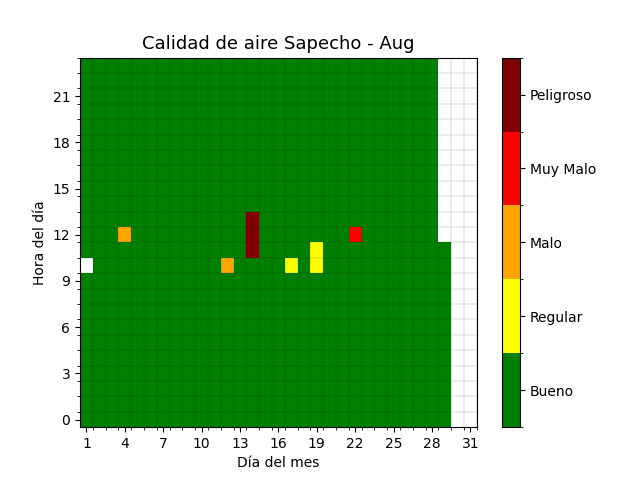 Calidad de aire Sapecho - Aug
Hora del día
21
18
15
12
9
6
3
0
1 4 7 10 13 16 19 22 25 28 31
Día del mes
Peligroso
Muy Malo
Malo
Regular
Bueno